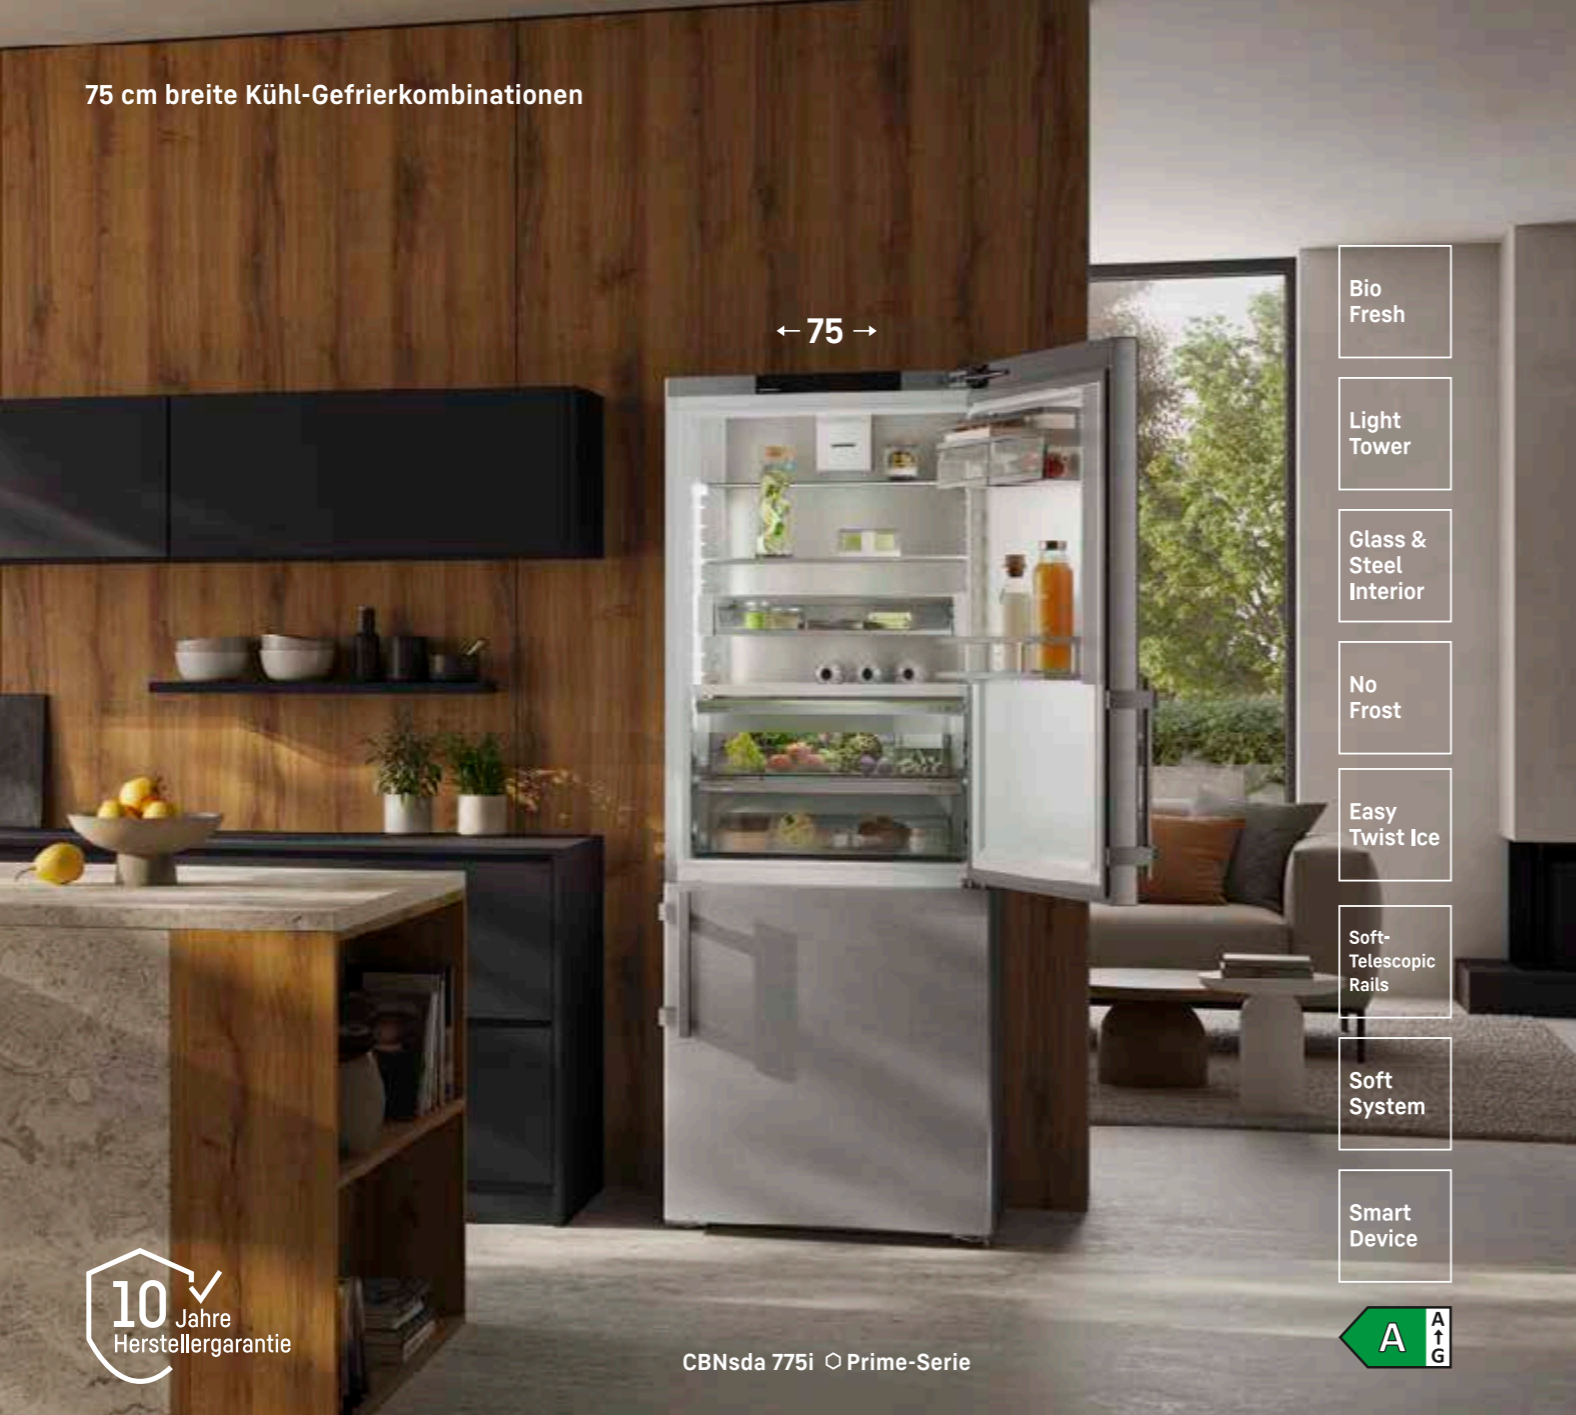 75 cm breite Kühl-Gefrierkombinationen
← 75 →
Bio
Fresh
Light
Tower
Glass &
Steel
Interior
No
Frost
Easy
Twist Ice
Soft-
Telescopic
Rails
Soft
System
Smart
Device
10 Jahre
Herstellergarantie
CBNsda 775i ⬡ Prime-Serie
A
A
↑
G